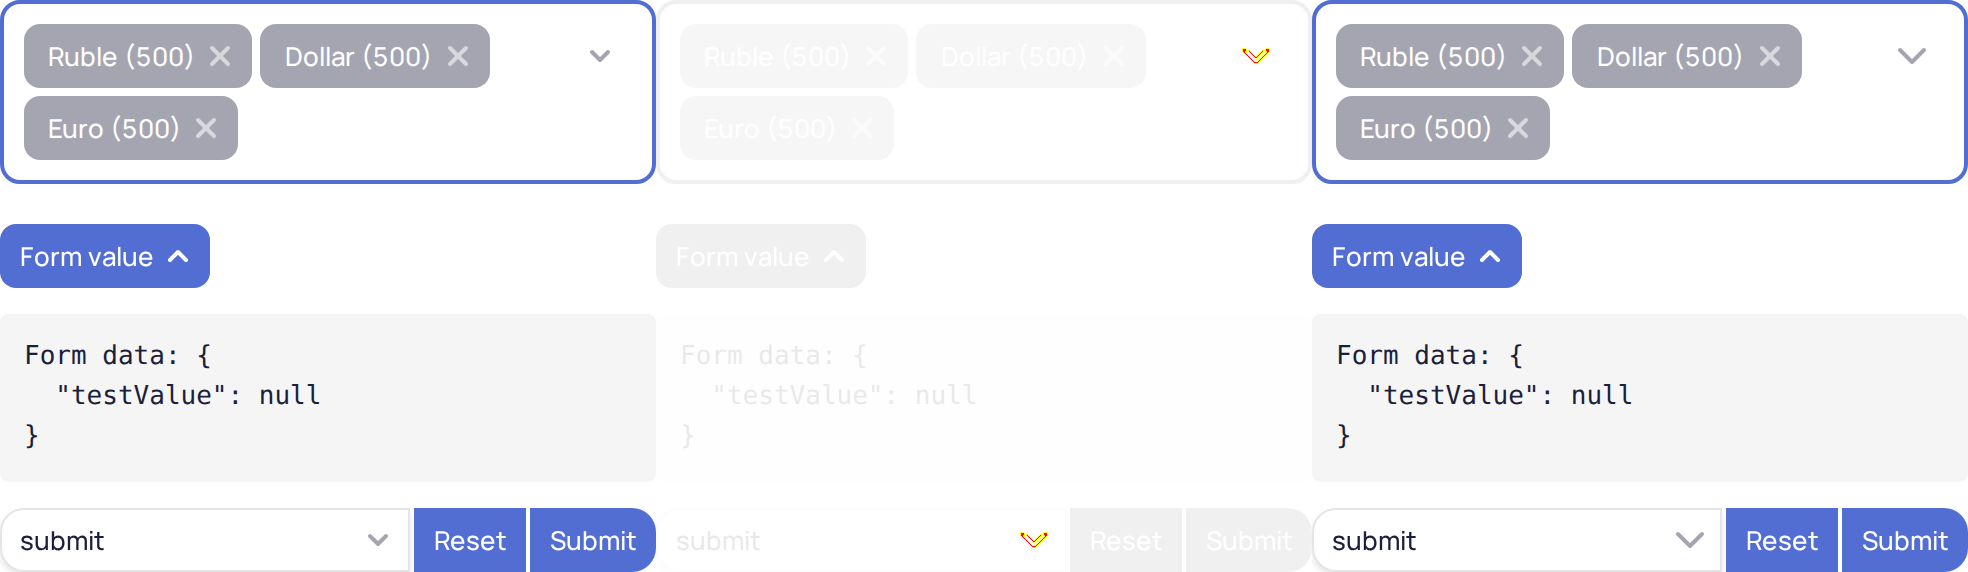 Ruble (500) Dollar (500)
Euro (500)
Form value
Form data: {
  "testValue": null
}
submit Reset Submit
Ruble (500) Dollar (500)
Euro (500)
Form value
Form data: {
  "testValue": null
}
submit Reset Submit
Ruble (500) Dollar (500)
Euro (500)
Form value
Form data: {
  "testValue": null
}
submit Reset Submit